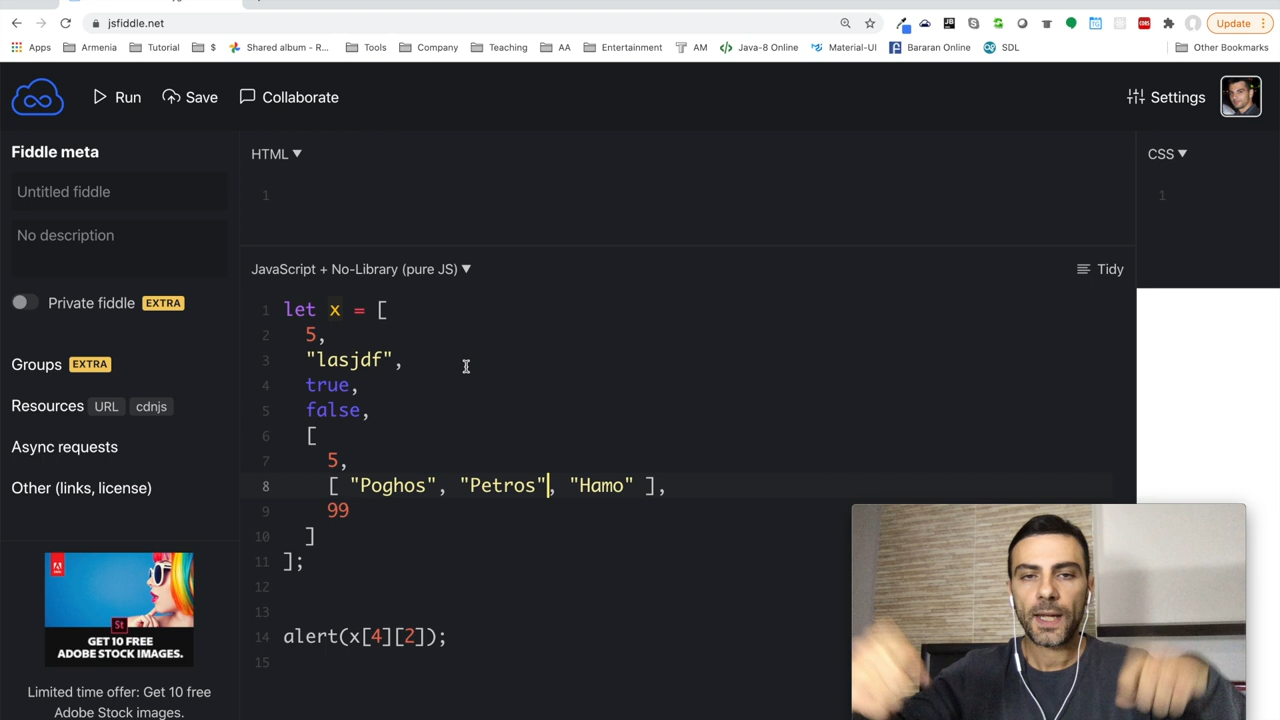 jsfiddle.net
Update
Apps
Armenia
Tutorial
$
Shared album - R...
Tools
Company
Teaching
AA
Entertainment
AM
Java-8 Online
Material-UI
Bararan Online
SDL
Other Bookmarks
Run
Save
Collaborate
Settings
Fiddle meta
Untitled fiddle
No description
Private fiddle EXTRA
Groups EXTRA
Resources URL cdnjs
Async requests
Other (links, license)
St
GET 10 FREE
ADOBE STOCK IMAGES.
Limited time offer: Get 10 free
Adobe Stock images.
HTML
1
CSS
1
JavaScript + No-Library (pure JS)
Tidy
1 let x = [
2 5,
3 "lasjdf",
4 true,
5 false,
6 [
7 5,
8 [ "Poghos", "Petros", "Hamo" ],
9 99
10 ]
11 ];
12
13
14 alert(x[4][2]);
15